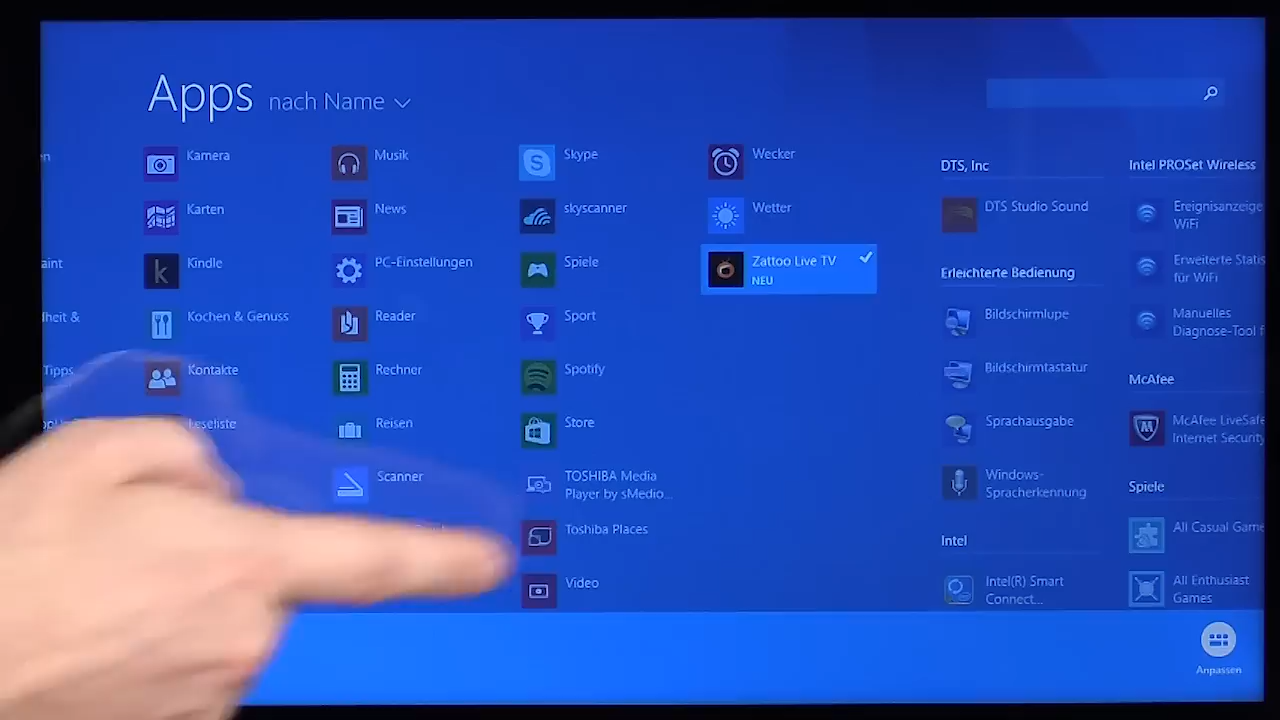 Apps nach Name
Kamera
Karten
Kindle
Kochen & Genuss
Kontakte
Leseliste
Musik
News
PC-Einstellungen
Reader
Rechner
Reisen
Scanner
Skype
skyscanner
Spiele
Sport
Spotify
Store
TOSHIBA Media
Player by sMedio...
Toshiba Places
Video
Wecker
Wetter
Zattoo Live TV
NEU
DTS, Inc
DTS Studio Sound
Erleichterte Bedienung
Bildschirmlupe
Bildschirmtastatur
Sprachausgabe
Windows-
Spracherkennung
Intel
Intel(R) Smart
Connect...
Intel PROSet Wireless
Ereignisanzeige
WiFi
Erweiterte Statis
für WiFi
Manuelles
Diagnose-Tool f
McAfee
McAfee LiveSafe
Internet Security
Spiele
All Casual Game
All Enthusiast
Games
Anpassen